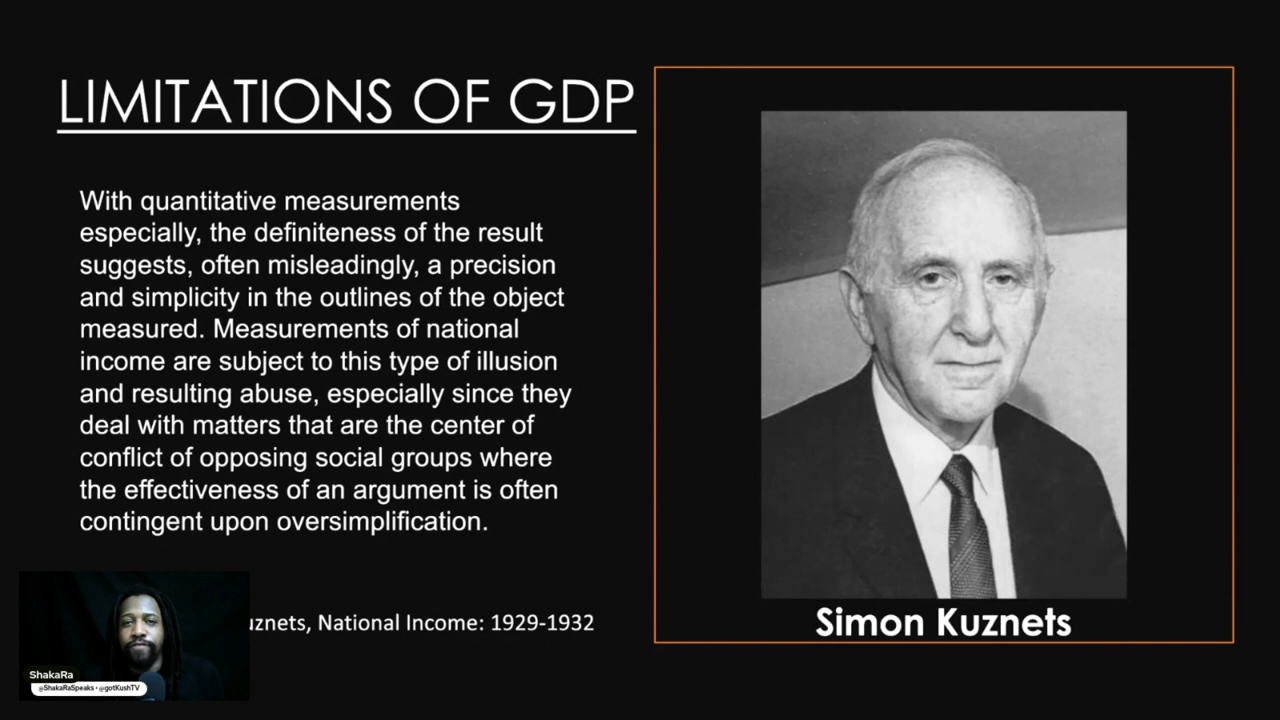 LIMITATIONS OF GDP
With quantitative measurements
especially, the definiteness of the result
suggests, often misleadingly, a precision
and simplicity in the outlines of the object
measured. Measurements of national
income are subject to this type of illusion
and resulting abuse, especially since they
deal with matters that are the center of
conflict of opposing social groups where
the effectiveness of an argument is often
contingent upon oversimplification.
uznets, National Income: 1929-1932
Simon Kuznets
ShakaRa
@ShakaRaSpeaks • @gotKushTV